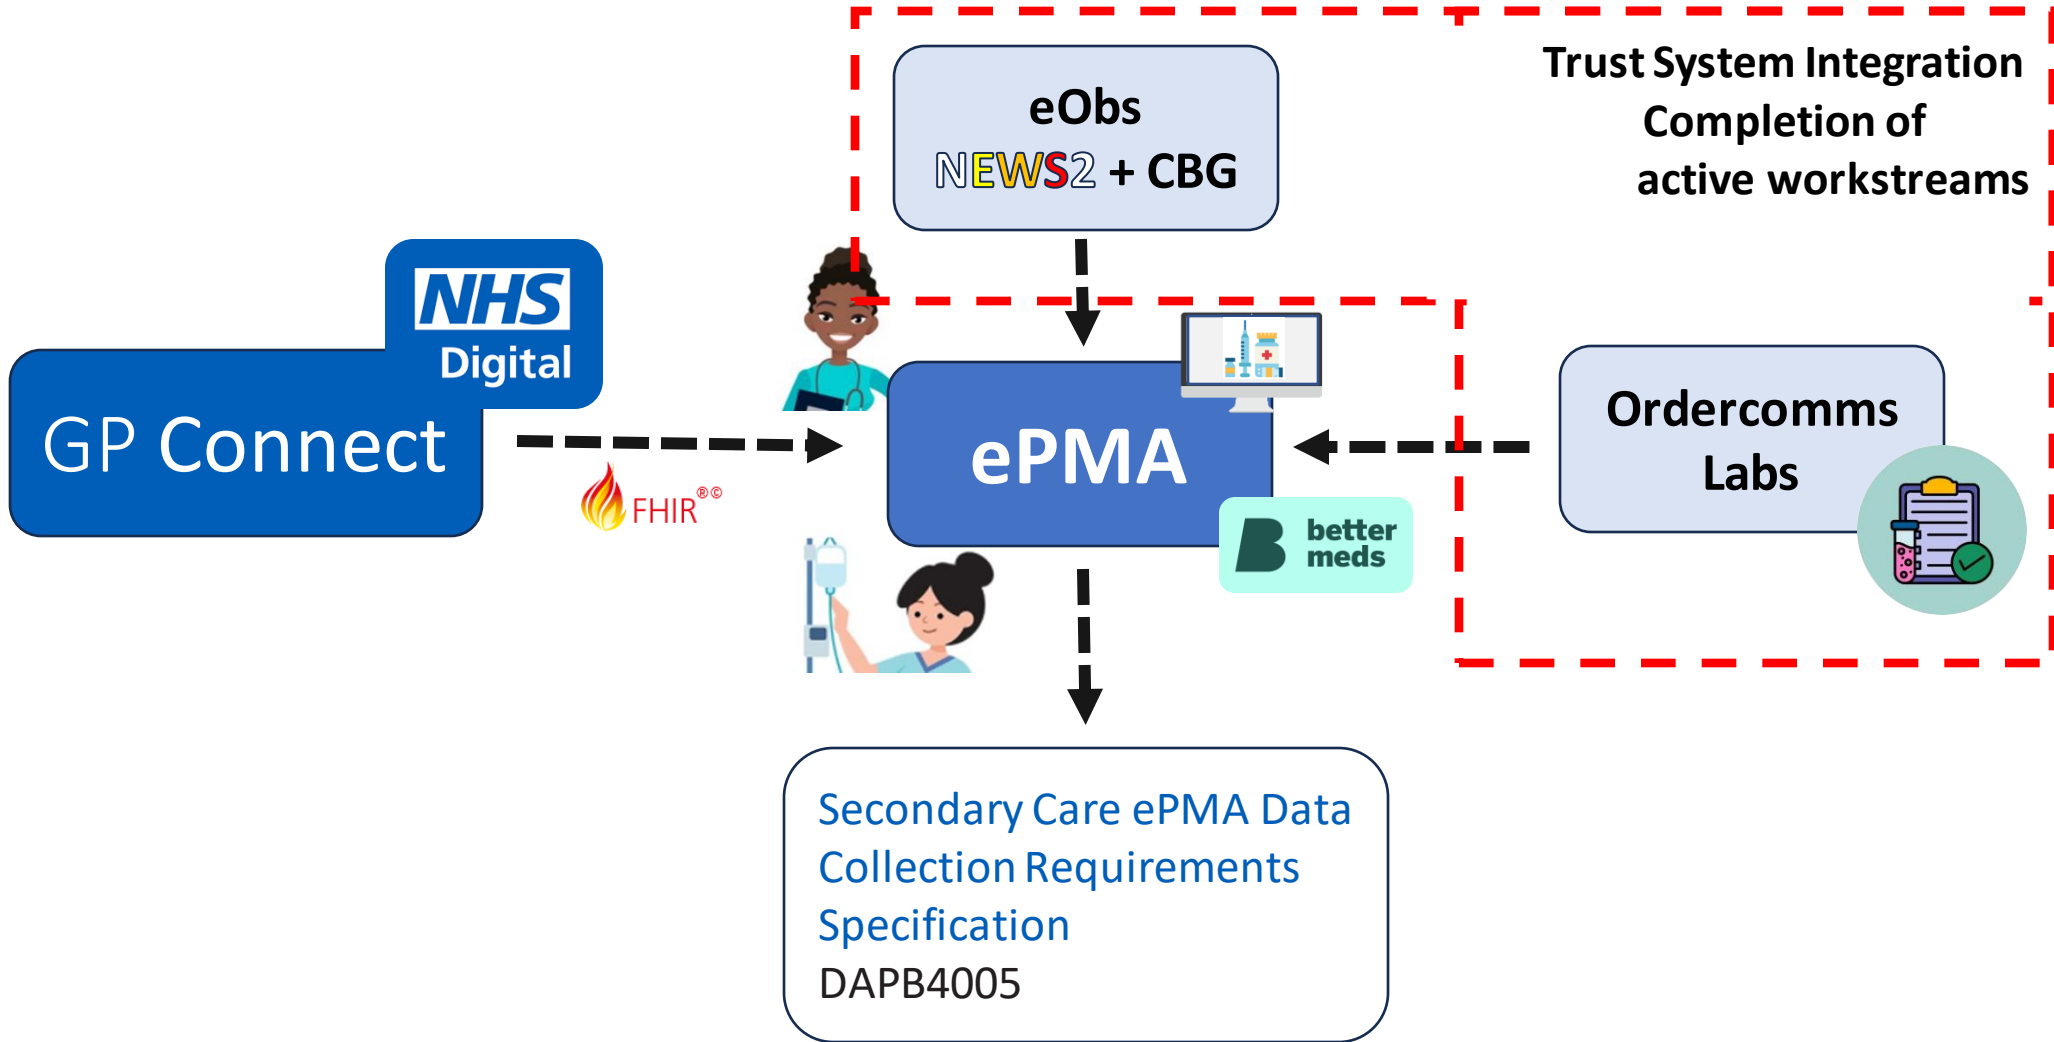 eObs
NEWS2 + CBG
Trust System Integration
Completion of
active workstreams
NHS
Digital
GP Connect
FHIR®©
ePMA
better
meds
Ordercomms
Labs
Secondary Care ePMA Data
Collection Requirements
Specification
DAPB4005